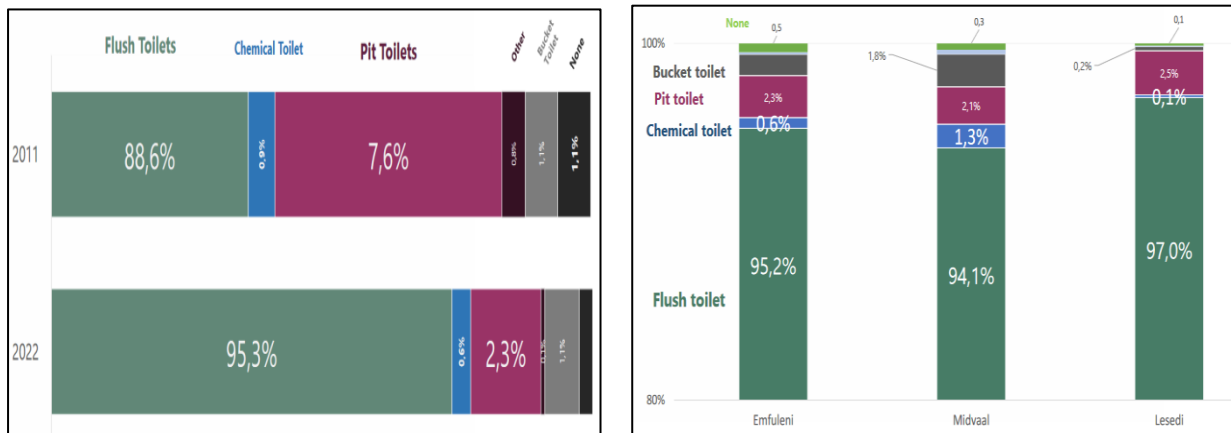 Flush Toilets Chemical Toilet Pit Toilets Other Bucket Toilet None
2011 88,6% 0,9% 7,6% 0,8% 1,1% 1,1%
2022 95,3% 0,6% 2,3% 0,1% 1,1%
None 0,5 0,3 0,1
100%
Bucket toilet 1,8% 0,2%
Pit toilet 2,3% 2,1% 2,5%
Chemical toilet 0,6% 1,3% 0,1%
95,2% 94,1% 97,0%
Flush toilet
80%
Emfuleni Midvaal Lesedi